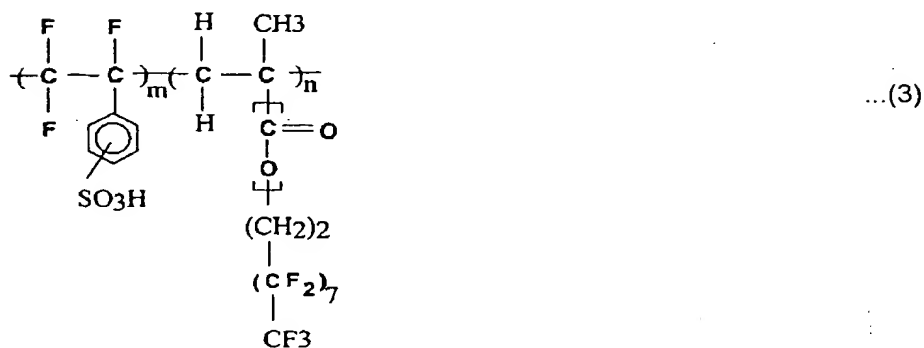 F F H CH3
C C m C C n
F H C O
SO3H O
(CH2)2
(CF2)7
CF3
...(3)